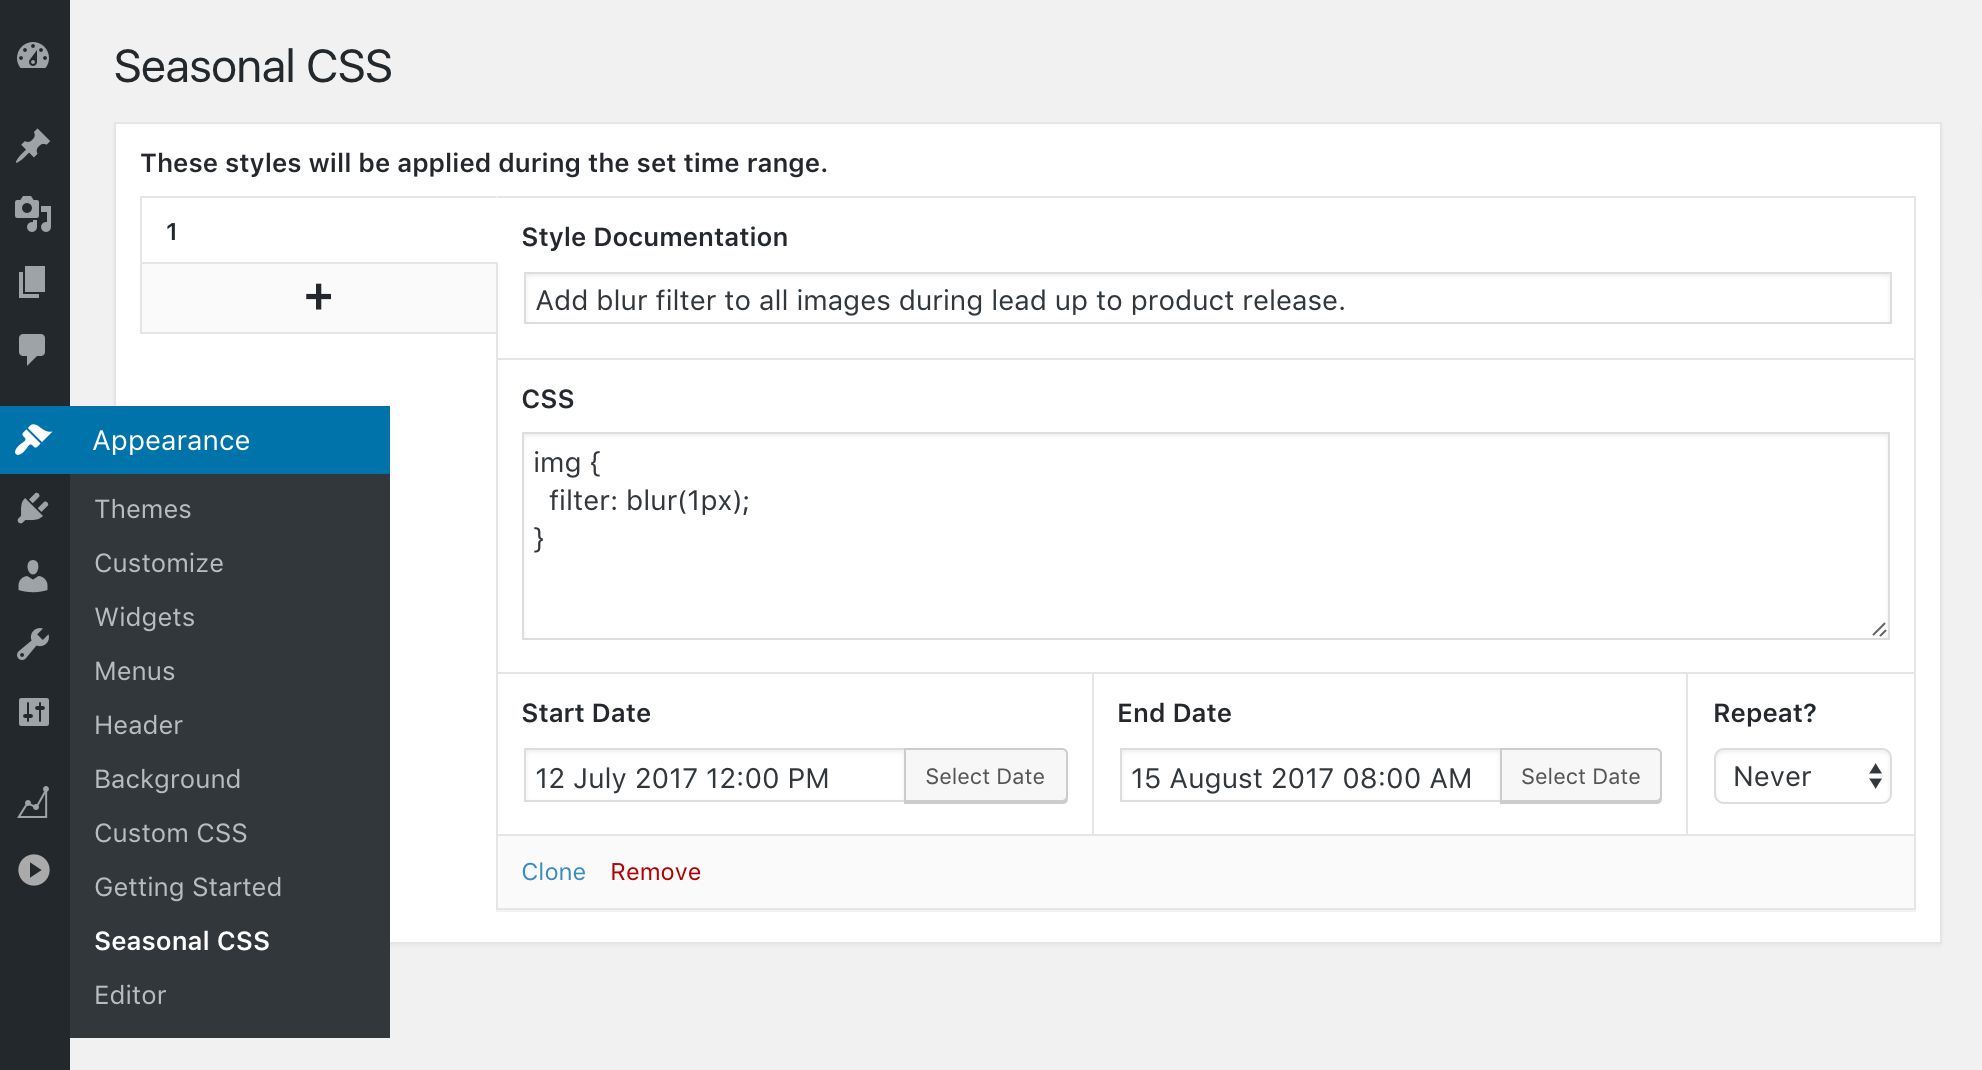 Seasonal CSS
These styles will be applied during the set time range.
1
+
Style Documentation
Add blur filter to all images during lead up to product release.
CSS
img {
  filter: blur(1px);
}
Start Date
12 July 2017 12:00 PM
Select Date
End Date
15 August 2017 08:00 AM
Select Date
Repeat?
Never
Clone
Remove
Appearance
Themes
Customize
Widgets
Menus
Header
Background
Custom CSS
Getting Started
Seasonal CSS
Editor